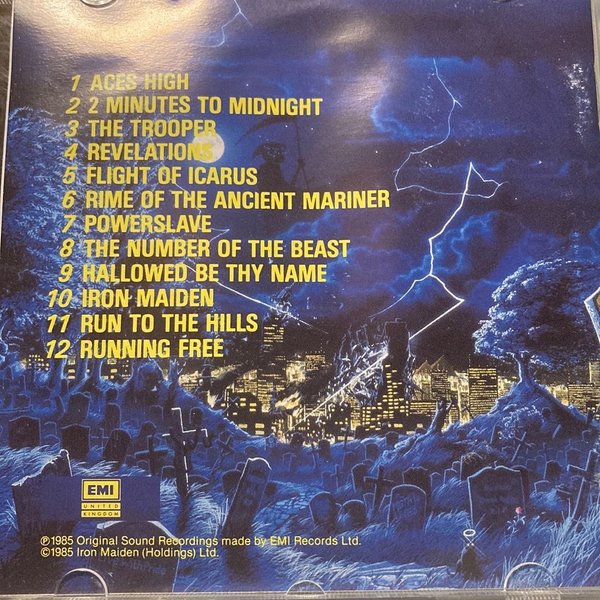 1 ACES HIGH
2 2 MINUTES TO MIDNIGHT
3 THE TROOPER
4 REVELATIONS
5 FLIGHT OF ICARUS
6 RIME OF THE ANCIENT MARINER
7 POWERSLAVE
8 THE NUMBER OF THE BEAST
9 HALLOWED BE THY NAME
10 IRON MAIDEN
11 RUN TO THE HILLS
12 RUNNING FREE
EMI
UNITED
KINGDOM
℗1985 Original Sound Recordings made by EMI Records Ltd.
©1985 Iron Maiden (Holdings) Ltd.